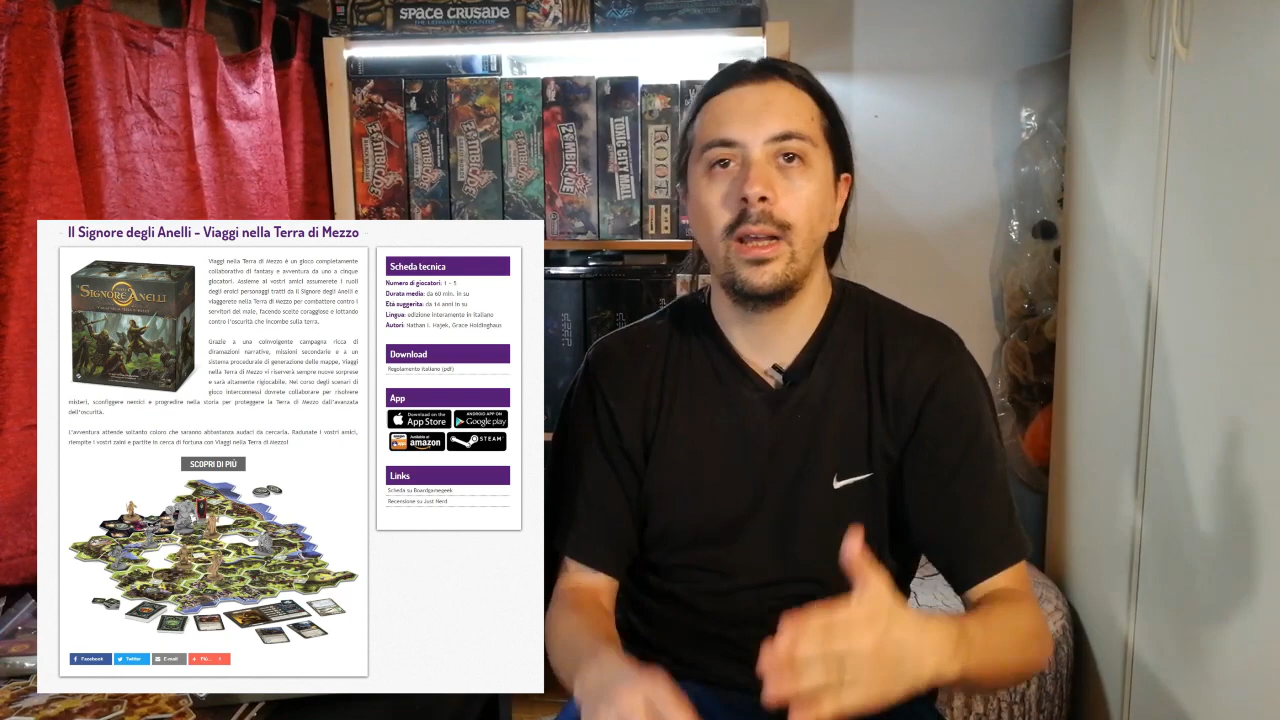 SPACE CRUSADE
THE ULTIMATE ENCOUNTER
ZOMBICIDE
ZOMBICIDE
ZOMBICIDE
ZOMBICIDE
ZOMBICIDE
TOXIC CITY MALL
ROOT
Il Signore degli Anelli - Viaggi nella Terra di Mezzo
IL SIGNORE degli ANELLI
Viaggi nella Terra di Mezzo è un gioco completamente
collaborativo di fantasy e avventura da uno a cinque
giocatori. Assieme ai vostri amici assumerete i ruoli
degli eroici personaggi tratti da Il Signore degli Anelli e
viaggerete nella Terra di Mezzo per combattere contro i
servitori del male, facendo scelte coraggiose e lottando
contro l'oscurità che incombe sulla terra.
Grazie a una coinvolgente campagna ricca di
diramazioni narrative, missioni secondarie e a un
sistema procedurale di generazione delle mappe, Viaggi
nella Terra di Mezzo vi riserverà sempre nuove sorprese
e sarà altamente rigiocabile. Nel corso degli scenari di
gioco interconnessi dovrete collaborare per risolvere
misteri, sconfiggere nemici e progredire nella storia per proteggere la Terra di Mezzo dall'avanzata
dell'oscurità.
L'avventura attende soltanto coloro che saranno abbastanza audaci da cercarla. Radunate i vostri amici,
riempite i vostri zaini e partite in cerca di fortuna con Viaggi nella Terra di Mezzo!
SCOPRI DI PIÙ
Facebook Twitter E-mail Più...
Scheda tecnica
Numero di giocatori: 1 - 5
Durata media: da 60 min. in su
Età suggerita: da 14 anni in su
Lingua: edizione interamente in italiano
Autori: Nathan I. Hajek, Grace Holdinghaus
Download
Regolamento italiano (pdf)
App
Download on the App Store
ANDROID APP ON Google play
Available at amazon
STEAM
Links
Scheda su Boardgamegeek
Recensione su Just Nerd